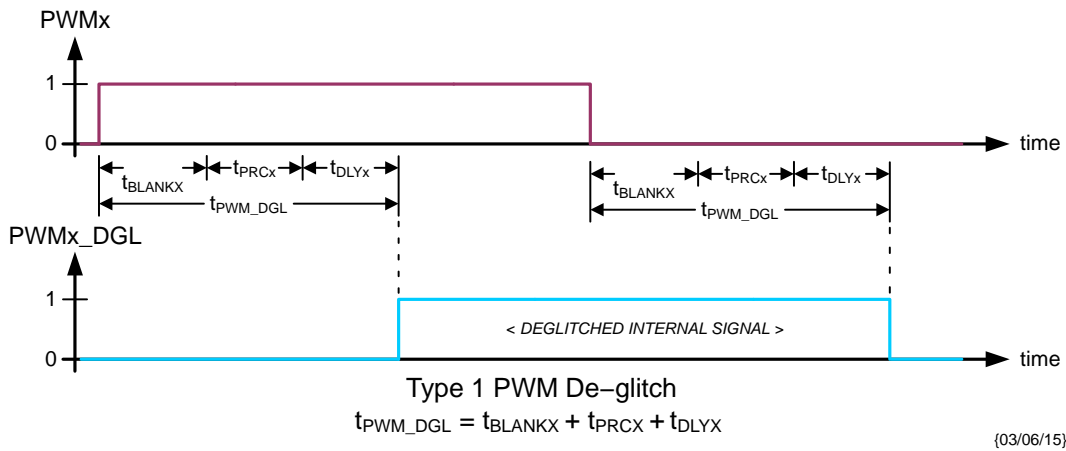 PWMx
1
0
time
tBLANKX
tPRCx
tDLYx
tPWM_DGL
tBLANKX
tPRCx
tDLYx
tPWM_DGL
PWMx_DGL
1
< DEGLITCHED INTERNAL SIGNAL >
0
time
Type 1 PWM De−glitch
tPWM_DGL = tBLANKX + tPRCX + tDLYX
{03/06/15}